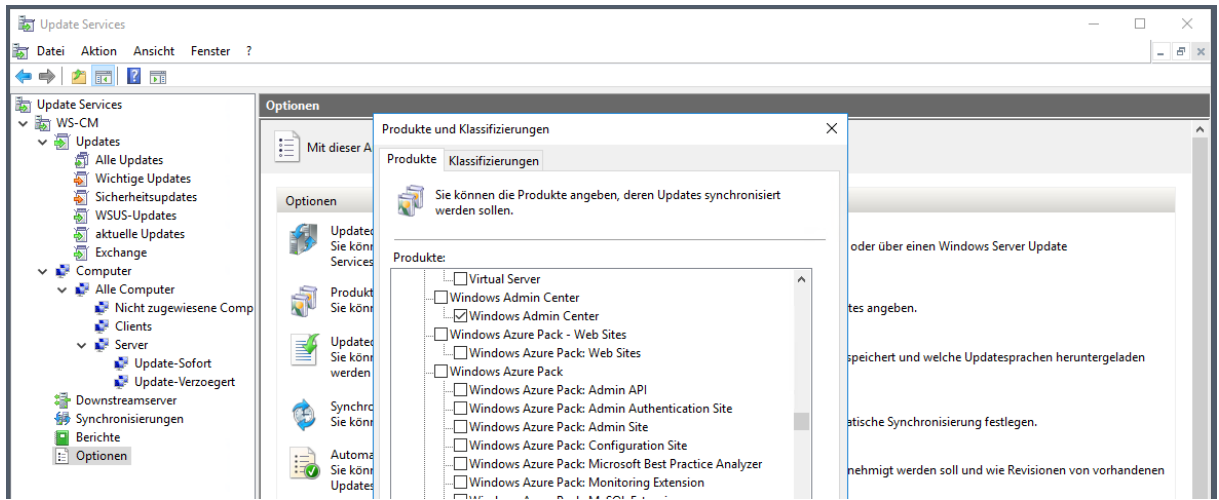 Update Services
Datei Aktion Ansicht Fenster ?
Update Services
WS-CM
Updates
Alle Updates
Wichtige Updates
Sicherheitsupdates
WSUS-Updates
aktuelle Updates
Exchange
Computer
Alle Computer
Nicht zugewiesene Comp
Clients
Server
Update-Sofort
Update-Verzoegert
Downstreamserver
Synchronisierungen
Berichte
Optionen
Optionen
Mit dieser A
Optionen
Updated
Sie könn
Services
oder über einen Windows Server Update
Produkt
Sie könn
tes angeben.
Updated
Sie könn
werden
speichert und welche Updatesprachen heruntergeladen
Synchro
Sie könn
atische Synchronisierung festlegen.
Automa
Sie könn
Updates
nehmigt werden soll und wie Revisionen von vorhandenen
Produkte und Klassifizierungen
Produkte Klassifizierungen
Sie können die Produkte angeben, deren Updates synchronisiert
werden sollen.
Produkte:
Virtual Server
Windows Admin Center
Windows Admin Center
Windows Azure Pack - Web Sites
Windows Azure Pack: Web Sites
Windows Azure Pack
Windows Azure Pack: Admin API
Windows Azure Pack: Admin Authentication Site
Windows Azure Pack: Admin Site
Windows Azure Pack: Configuration Site
Windows Azure Pack: Microsoft Best Practice Analyzer
Windows Azure Pack: Monitoring Extension